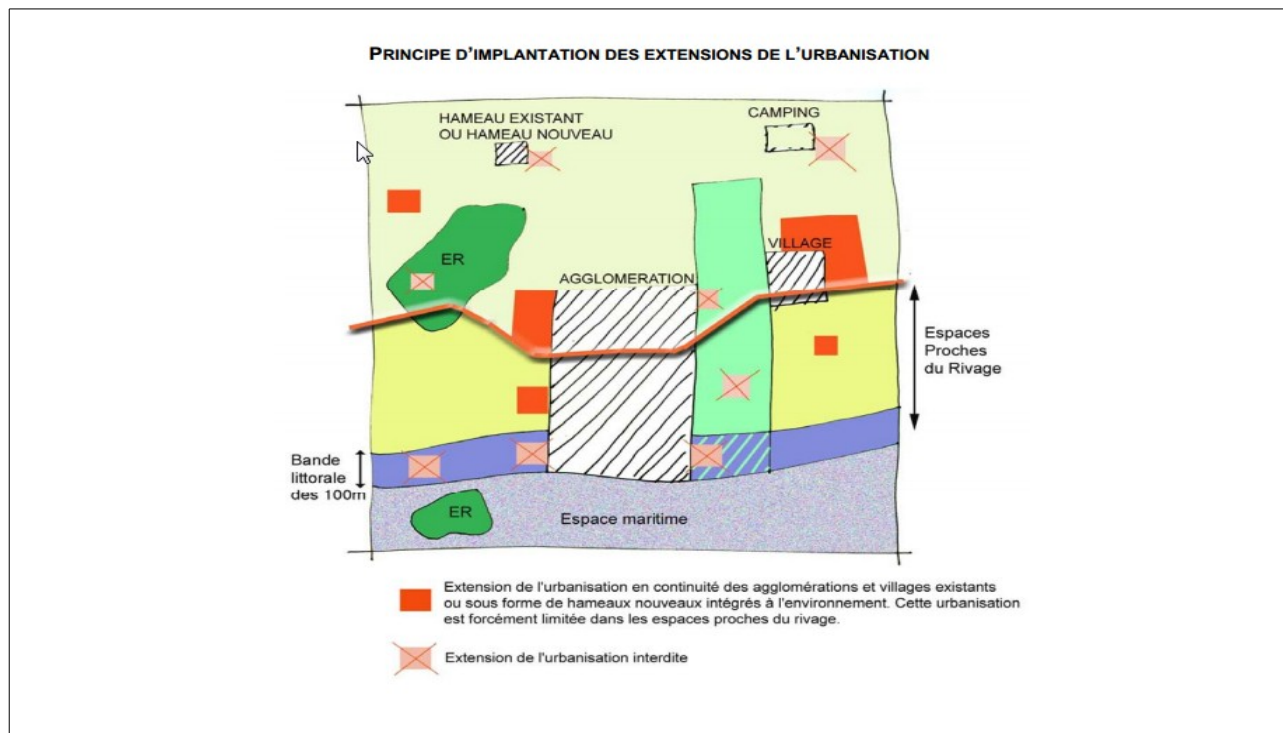 PRINCIPE D'IMPLANTATION DES EXTENSIONS DE L'URBANISATION
HAMEAU EXISTANT
OU HAMEAU NOUVEAU
CAMPING
ER
VILLAGE
AGGLOMERATION
Espaces
Proches
du Rivage
Bande
littorale
des 100m
ER
Espace maritime
Extension de l'urbanisation en continuité des agglomérations et villages existants
ou sous forme de hameaux nouveaux intégrés à l'environnement. Cette urbanisation
est forcément limitée dans les espaces proches du rivage.
Extension de l'urbanisation interdite